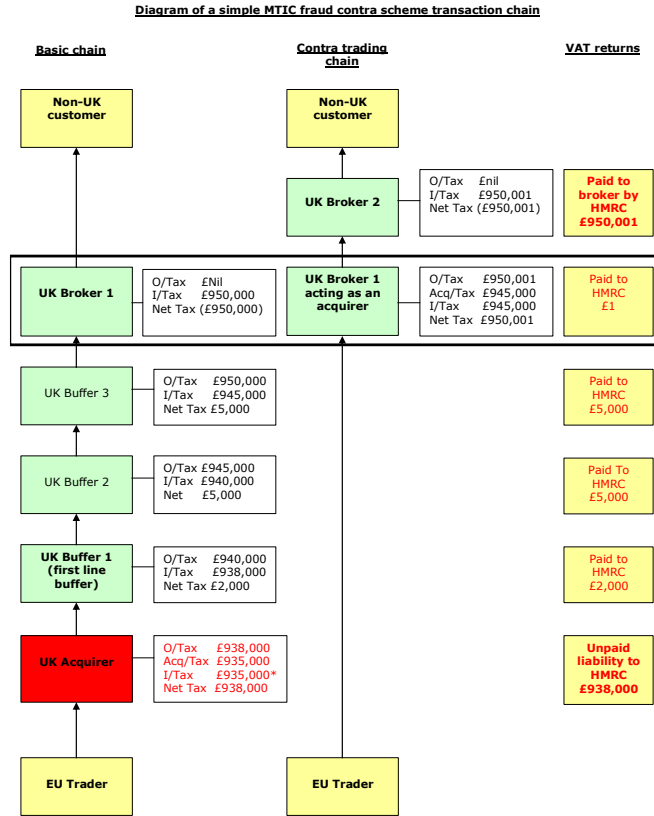 Diagram of a simple MTIC fraud contra scheme transaction chain
Basic chain
Contra trading
chain
VAT returns
Non-UK
customer
Non-UK
customer
UK Broker 2
O/Tax £nil
I/Tax £950,001
Net Tax (£950,001)
Paid to
broker by
HMRC
£950,001
UK Broker 1
O/Tax £Nil
I/Tax £950,000
Net Tax (£950,000)
UK Broker 1
acting as an
acquirer
O/Tax £950,001
Acq/Tax £945,000
I/Tax £945,000
Net Tax £950,001
Paid to
HMRC
£1
UK Buffer 3
O/Tax £950,000
I/Tax £945,000
Net Tax £5,000
Paid to
HMRC
£5,000
UK Buffer 2
O/Tax £945,000
I/Tax £940,000
Net £5,000
Paid To
HMRC
£5,000
UK Buffer 1
(first line
buffer)
O/Tax £940,000
I/Tax £938,000
Net Tax £2,000
Paid to
HMRC
£2,000
UK Acquirer
O/Tax £938,000
Acq/Tax £935,000
I/Tax £935,000*
Net Tax £938,000
Unpaid
liability to
HMRC
£938,000
EU Trader
EU Trader